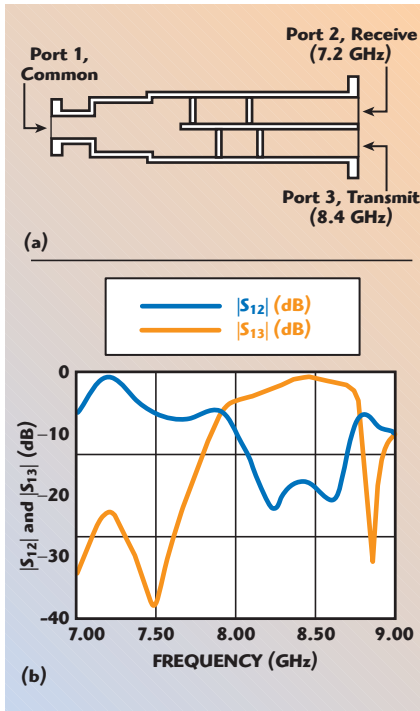 Port 1,
Common
Port 2, Receive
(7.2 GHz)
Port 3, Transmit
(8.4 GHz)
(a)
|S12| (dB)
|S13| (dB)
|S12| and |S13| (dB)
0
–10
–20
–30
–40
7.00 7.50 8.00 8.50 9.00
FREQUENCY (GHz)
(b)